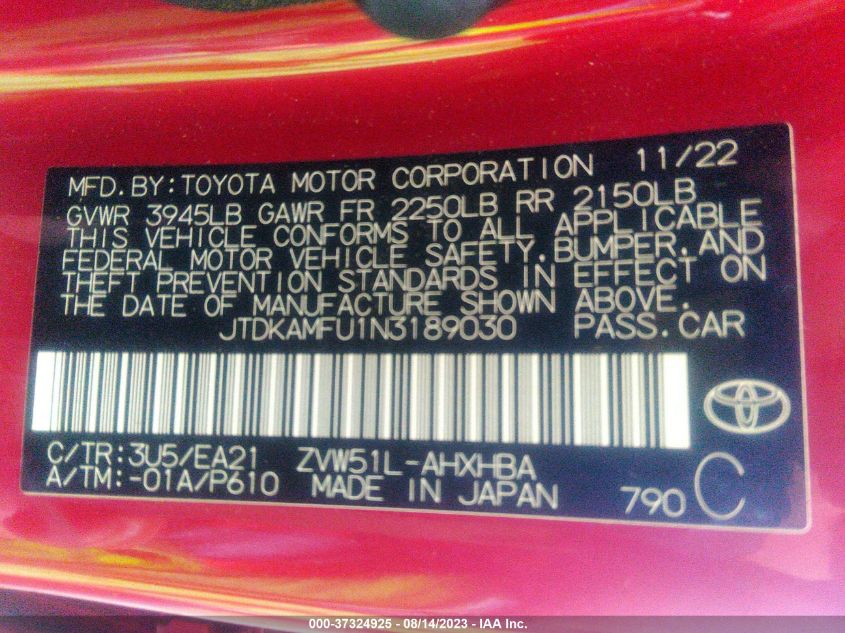 MFD. BY: TOYOTA MOTOR CORPORATION 11/22
GVWR 3945LB GAWR FR 2250LB RR 2150LB
THIS VEHICLE CONFORMS TO ALL APPLICABLE
FEDERAL MOTOR VEHICLE SAFETY, BUMPER, AND
THEFT PREVENTION STANDARDS IN EFFECT ON
THE DATE OF MANUFACTURE SHOWN ABOVE.
JTDKAMFU1N3189030 PASS. CAR
C/TR: 3U5/EA21 ZVW51L-AHXHBA
A/TM: -01A/P610 MADE IN JAPAN 790 C
000-37324925 - 08/14/2023 - IAA Inc.